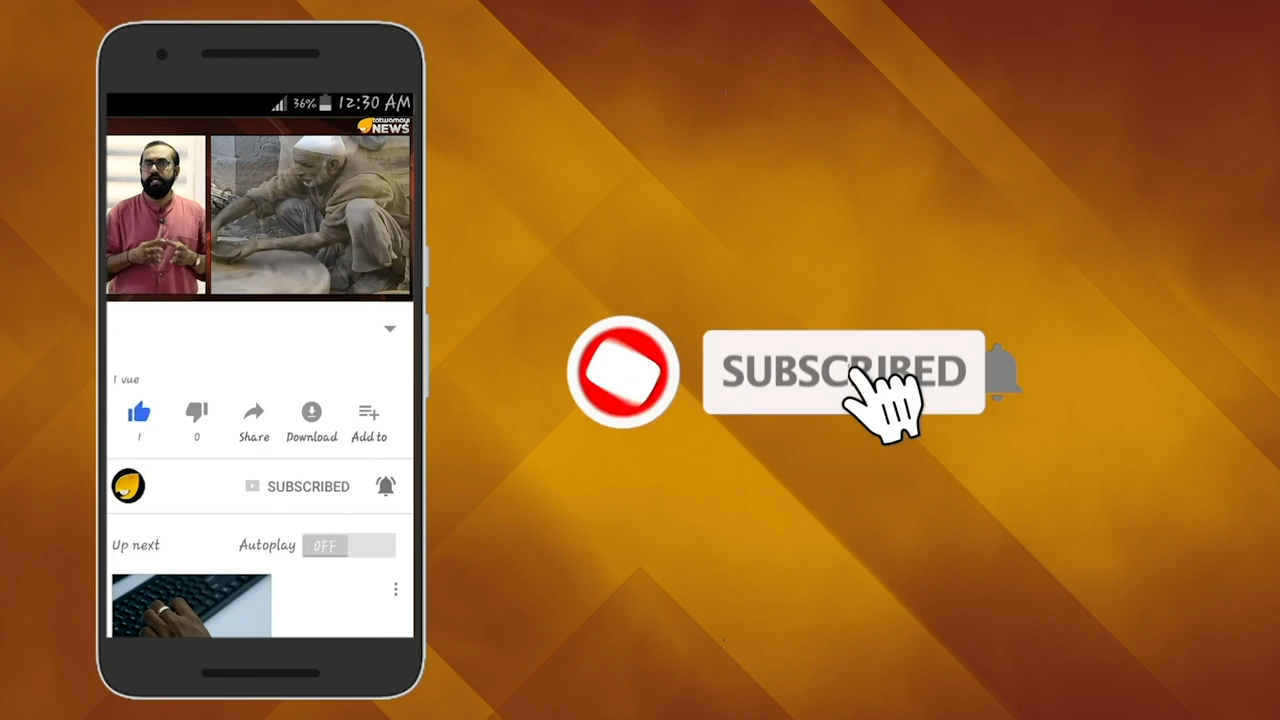 36% 12:30 AM
tatwamayi
NEWS
1 vue
1
0
Share
Download
Add to
SUBSCRIBED
Up next
Autoplay
OFF
SUBSCRIBED